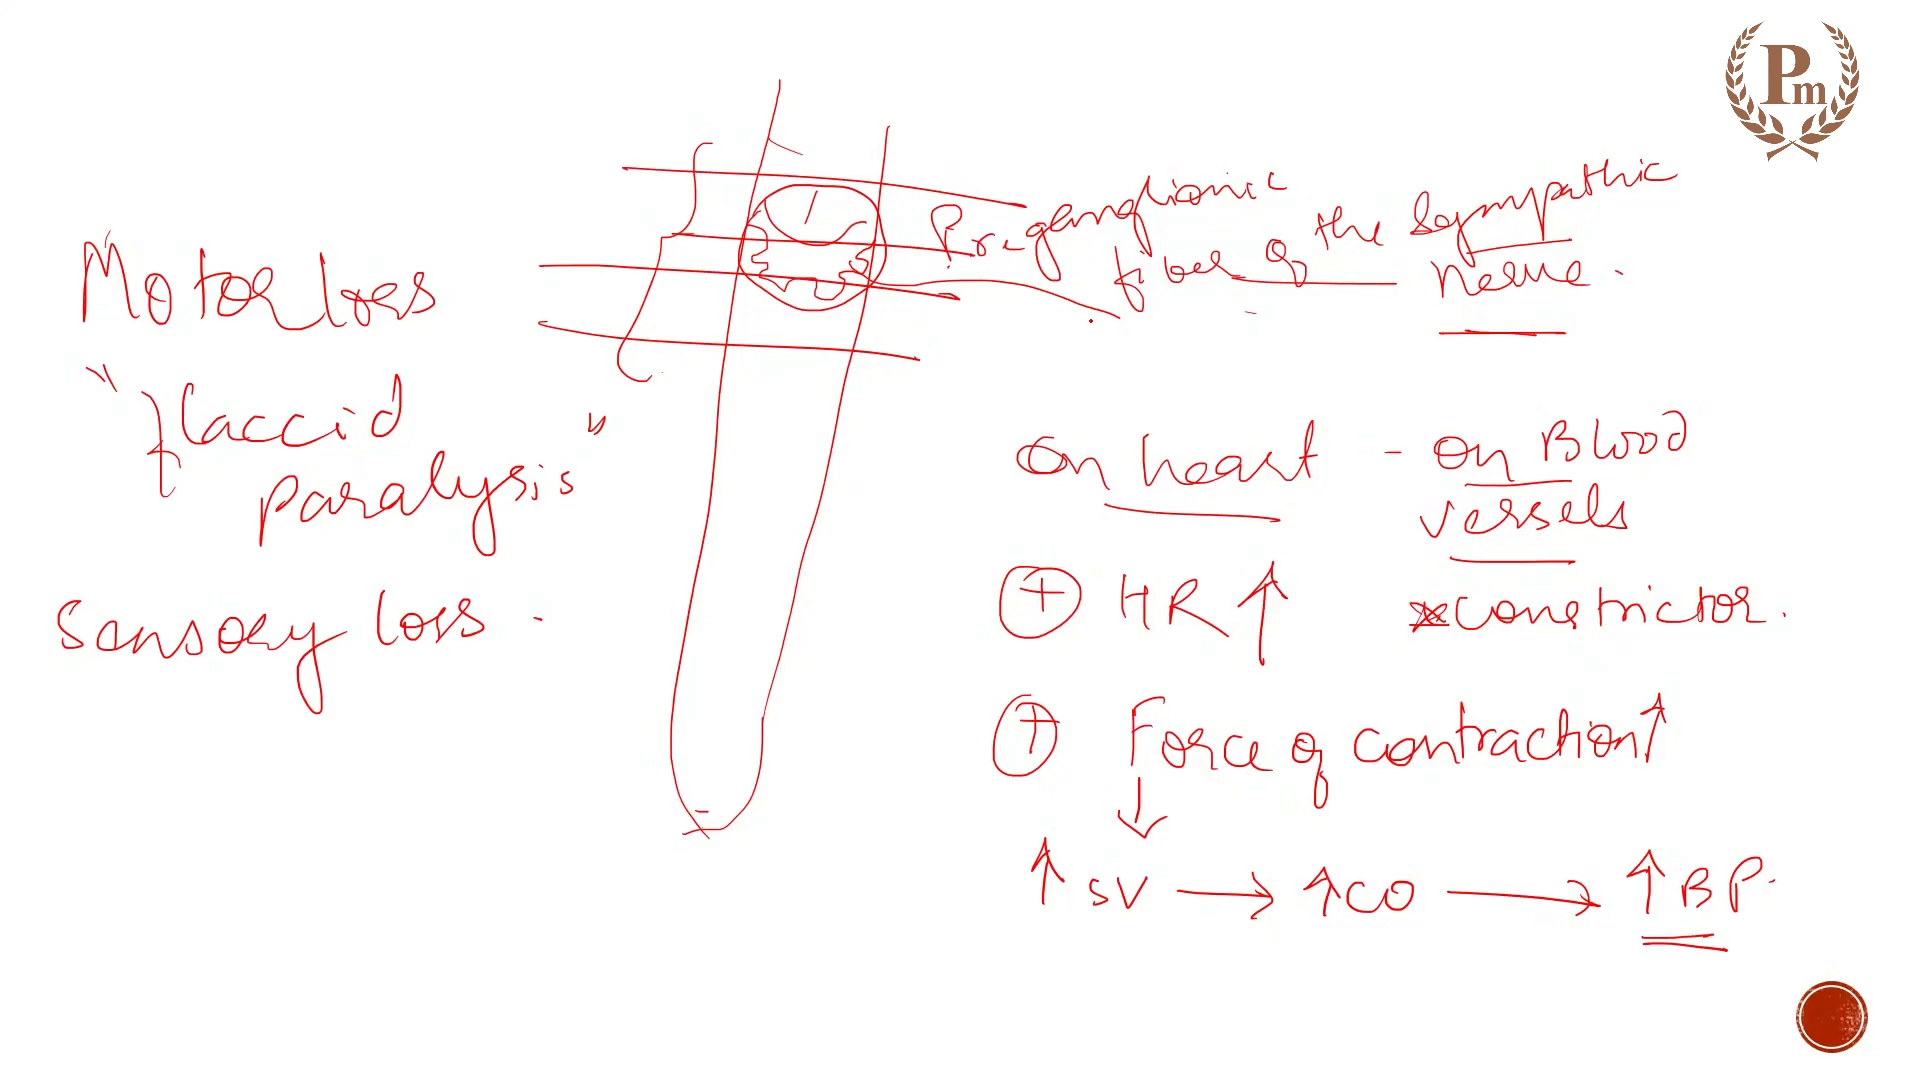 Pm
Preganglionic
fiber of the Sympathic
nerve.
Motor loss
"flaccid
paralysis"
Sensory loss.
On heart - On Blood
vessels
+ HR ↑ constrictor.
+ Force of contraction ↑
↓
↑ SV → ↑ CO → ↑ BP.